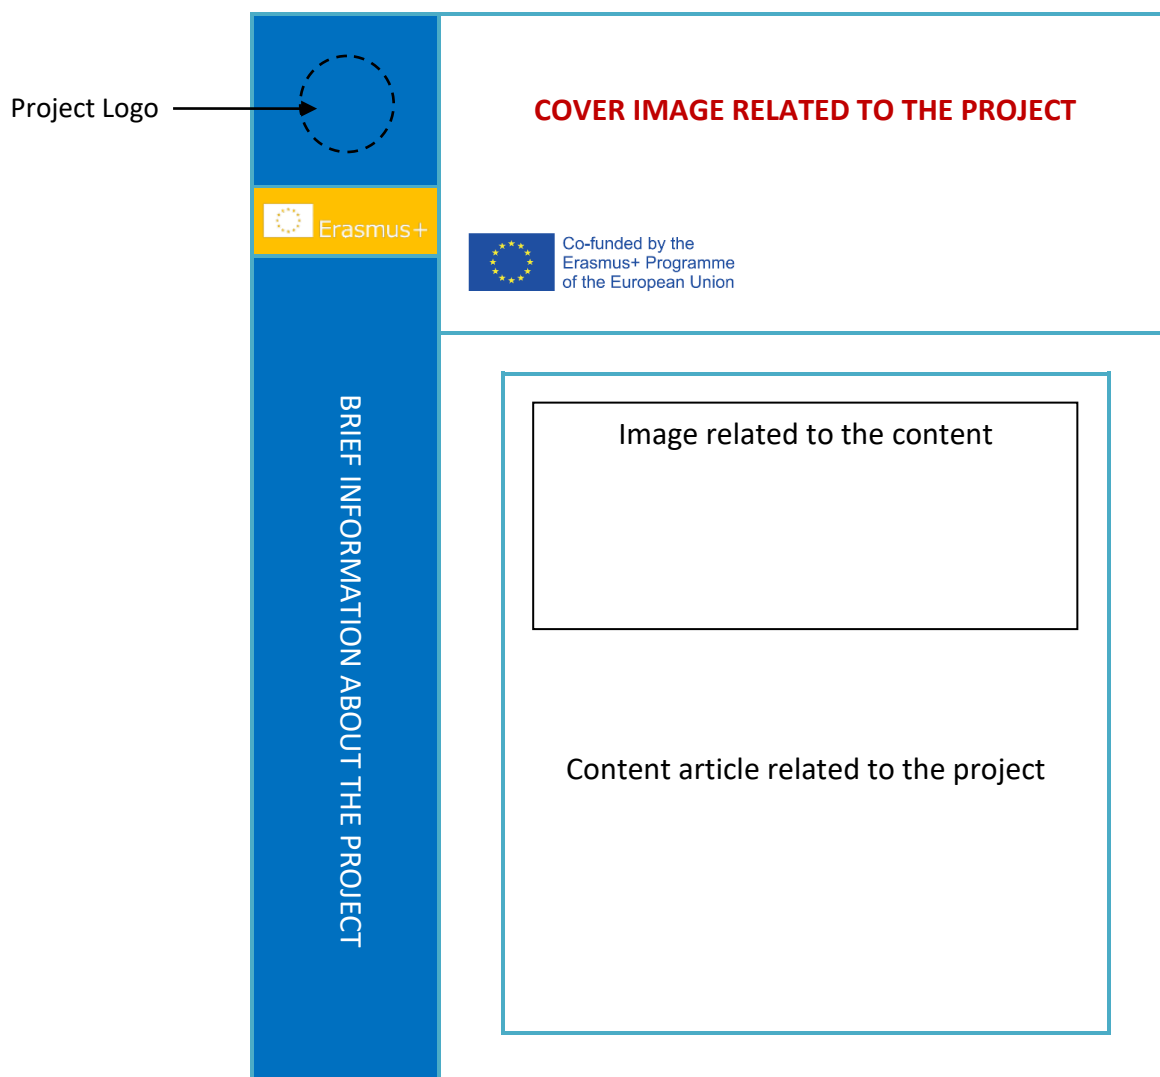 Project Logo
COVER IMAGE RELATED TO THE PROJECT
Erasmus+
Co-funded by the
Erasmus+ Programme
of the European Union
BRIEF INFORMATION ABOUT THE PROJECT
Image related to the content
Content article related to the project